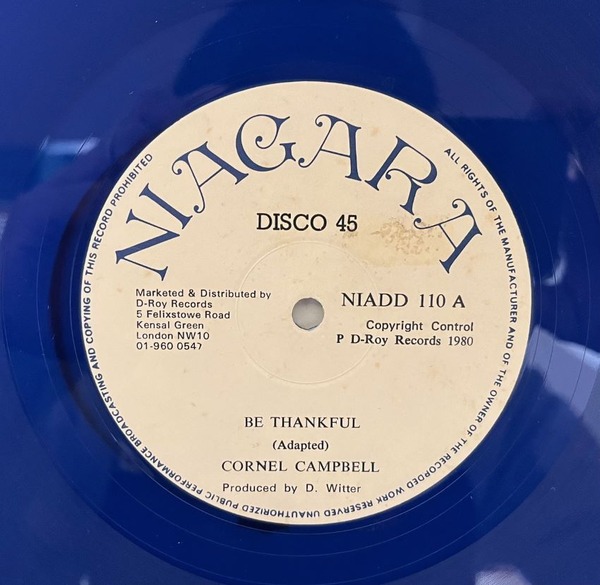 NIAGARA
DISCO 45
Marketed & Distributed by
D-Roy Records
5 Felixstowe Road
Kensal Green
London NW10
01-960 0547
NIADD 110 A
Copyright Control
P D-Roy Records 1980
BE THANKFUL
(Adapted)
CORNEL CAMPBELL
Produced by D. Witter
ALL RIGHTS OF THE MANUFACTURER AND OF THE OWNER OF THE RECORDED WORK RESERVED UNAUTHORIZED PUBLIC PERFORMANCE BROADCASTING AND COPYING OF THIS RECORD PROHIBITED